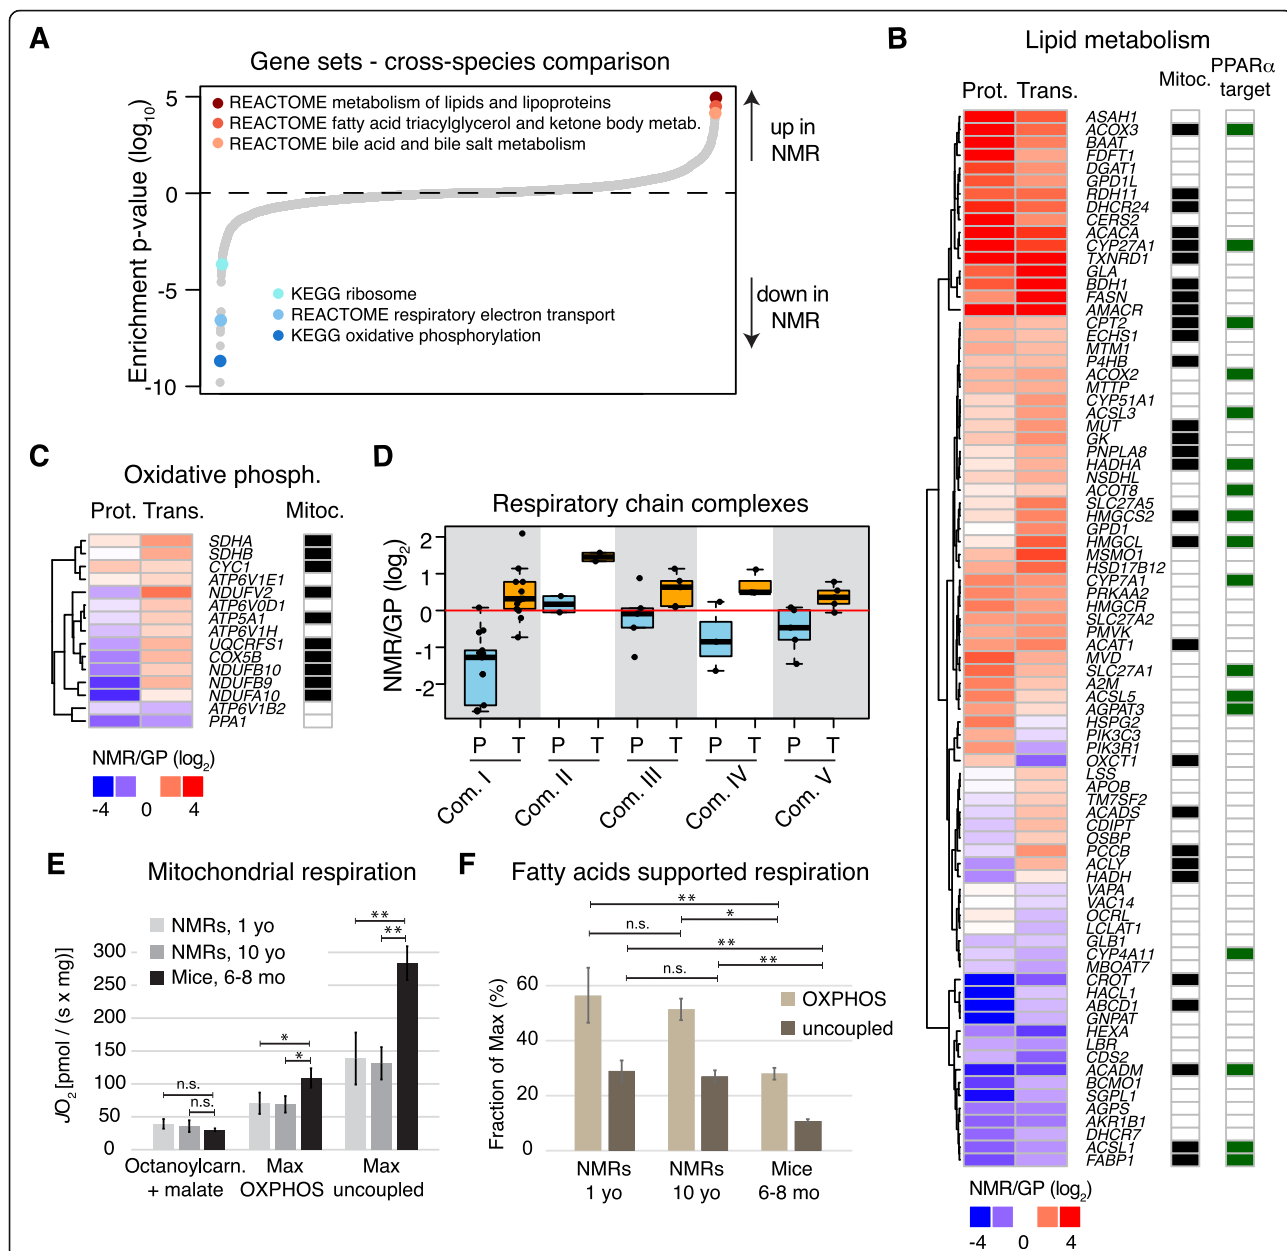 A
Gene sets - cross-species comparison
Enrichment p-value (log10)
5
0
-5
-10
REACTOME metabolism of lipids and lipoproteins
REACTOME fatty acid triacylglycerol and ketone body metab.
REACTOME bile acid and bile salt metabolism
KEGG ribosome
REACTOME respiratory electron transport
KEGG oxidative phosphorylation
up in
NMR
down in
NMR
B
Lipid metabolism
Prot. Trans.
Mitoc.
PPARα
target
ASAH1
ACOX3
BAAT
FDFT1
DGAT1
GPD1L
RDH11
DHCR24
CERS2
ACACA
CYP27A1
TXNRD1
GLA
BDH1
FASN
AMACR
CPT2
ECHS1
MTM1
P4HB
ACOX2
MTTP
CYP51A1
ACSL3
MUT
GK
PNPLA8
HADHA
NSDHL
ACOT8
SLC27A5
HMGCS2
GPD1
HMGCL
MSMO1
HSD17B12
CYP7A1
PRKAA2
HMGCR
SLC27A2
PMVK
ACAT1
MVD
SLC27A1
A2M
ACSL5
AGPAT3
HSPG2
PIK3C3
PIK3R1
OXCT1
LSS
APOB
TM7SF2
ACADS
CDIPT
OSBP
PCCB
ACLY
HADH
VAPA
VAC14
OCRL
LCLAT1
GLB1
CYP4A11
MBOAT7
CROT
HACL1
ABCD1
GNPAT
HEXA
LBR
CDS2
ACADM
BCMO1
SGPL1
AGPS
AKR1B1
DHCR7
ACSL1
FABP1
NMR/GP (log2)
-4 0 4
C
Oxidative phosph.
Prot. Trans.
Mitoc.
SDHA
SDHB
CYC1
ATP6V1E1
NDUFV2
ATP6V0D1
ATP5A1
ATP6V1H
UQCRFS1
COX5B
NDUFB10
NDUFB9
NDUFA10
ATP6V1B2
PPA1
NMR/GP (log2)
-4 0 4
D
Respiratory chain complexes
NMR/GP (log2)
2
1
0
-1
-2
P T P T P T P T P T
Com. I
Com. II
Com. III
Com. IV
Com. V
E
Mitochondrial respiration
JO2 [pmol / (s x mg)]
NMRs, 1 yo
NMRs, 10 yo
Mice, 6-8 mo
300
250
200
150
100
50
0
n.s.
n.s.
*
*
**
**
Octanoylcarn.
+ malate
Max
OXPHOS
Max
uncoupled
F
Fatty acids supported respiration
Fraction of Max (%)
60
40
20
0
**
*
n.s.
**
**
n.s.
OXPHOS
uncoupled
NMRs
1 yo
NMRs
10 yo
Mice
6-8 mo